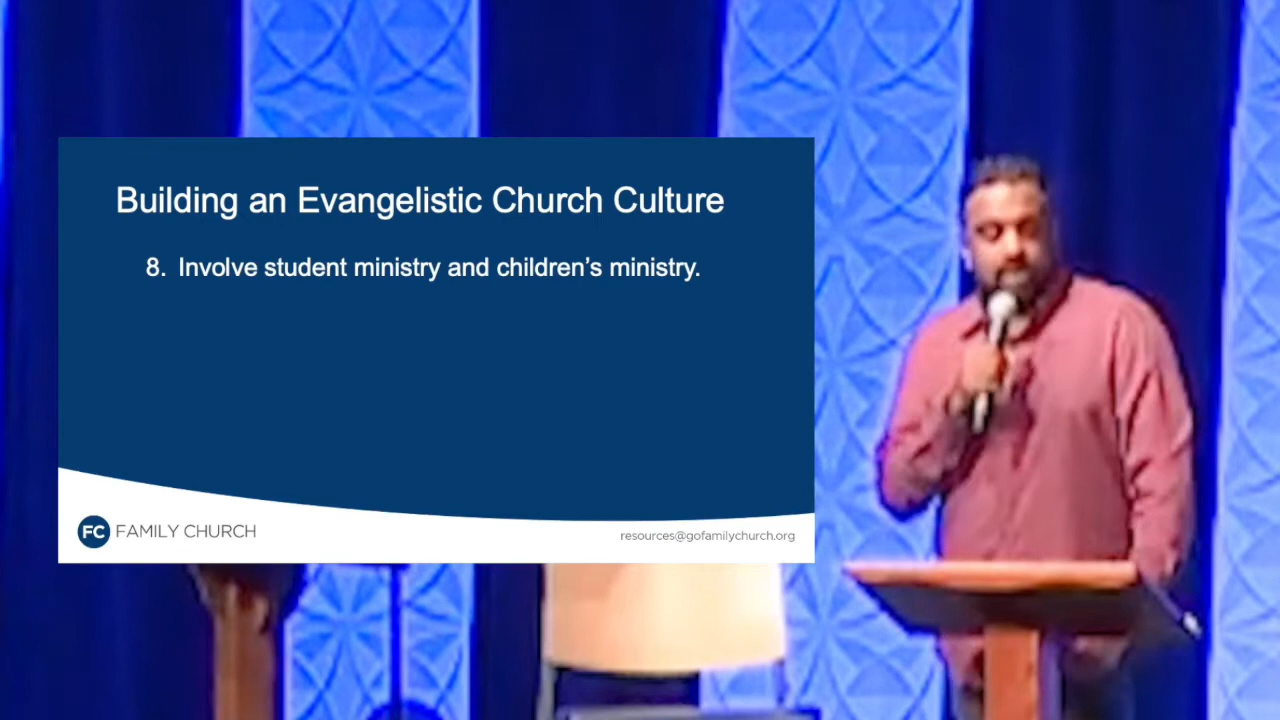 Building an Evangelistic Church Culture
8. Involve student ministry and children’s ministry.
FC FAMILY CHURCH
resources@gofamilychurch.org